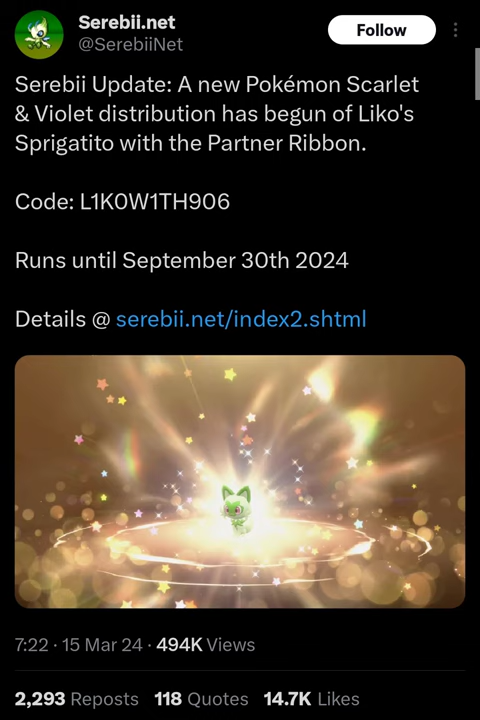 Serebii.net
@SerebiiNet
Follow
Serebii Update: A new Pokémon Scarlet
& Violet distribution has begun of Liko's
Sprigatito with the Partner Ribbon.
Code: L1K0W1TH906
Runs until September 30th 2024
Details @ serebii.net/index2.shtml
7:22 · 15 Mar 24 · 494K Views
2,293 Reposts 118 Quotes 14.7K Likes